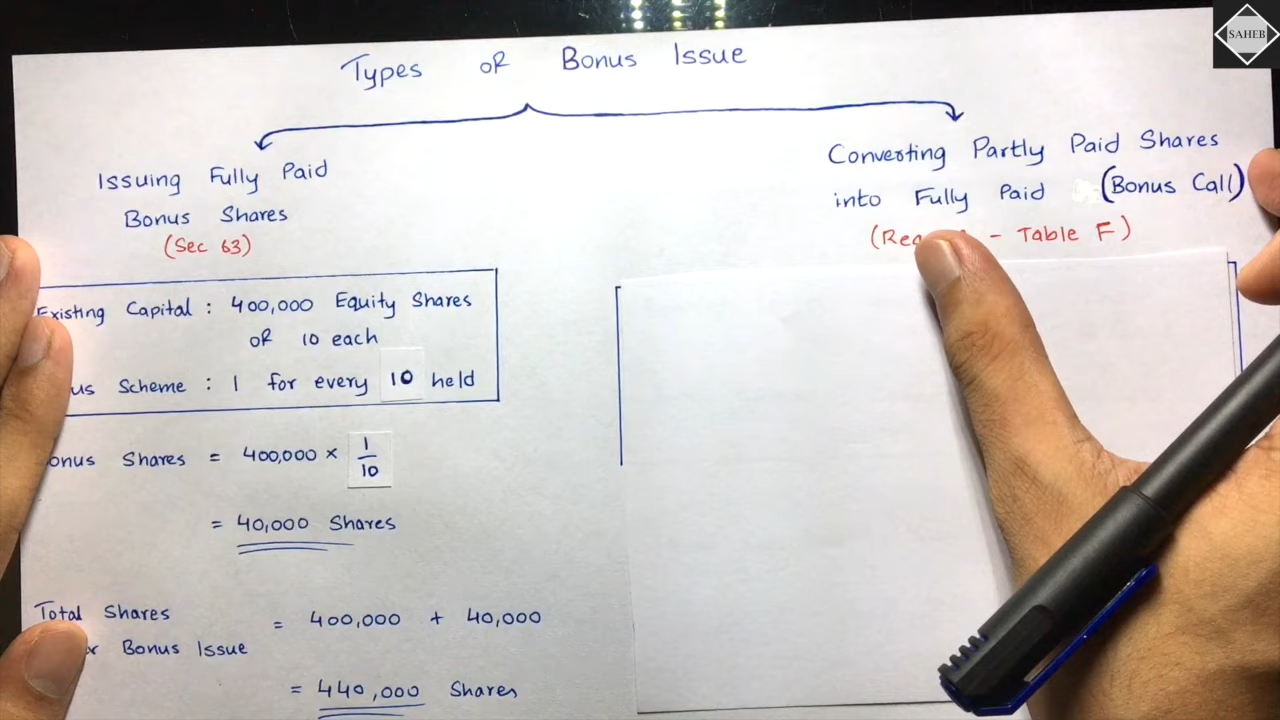 SAHEB
Types of Bonus Issue
Issuing Fully Paid
Bonus Shares
(Sec 63)
Converting Partly Paid Shares
into Fully Paid (Bonus Call)
- Table F)
Existing Capital : 400,000 Equity Shares
of 10 each
Scheme : 1 for every 10 held
Shares = 400,000 × 1/10
= 40,000 Shares
Total Shares = 400,000 + 40,000
Bonus Issue
= 440,000 Shares